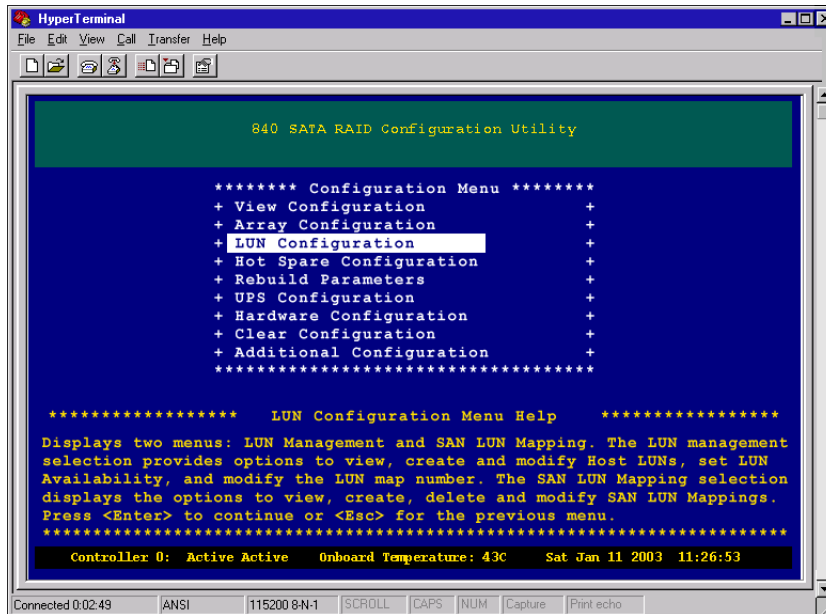 HyperTerminal
File Edit View Call Transfer Help
840 SATA RAID Configuration Utility
******** Configuration Menu ********
+ View Configuration +
+ Array Configuration +
+ LUN Configuration +
+ Hot Spare Configuration +
+ Rebuild Parameters +
+ UPS Configuration +
+ Hardware Configuration +
+ Clear Configuration +
+ Additional Configuration +
************************************
****************** LUN Configuration Menu Help *****************
Displays two menus: LUN Management and SAN LUN Mapping. The LUN management
selection provides options to view, create and modify Host LUNs, set LUN
Availability, and modify the LUN map number. The SAN LUN Mapping selection
displays the options to view, create, delete and modify SAN LUN Mappings.
Press <Enter> to continue or <Esc> for the previous menu.
**********************************************************************
Controller 0: Active Active Onboard Temperature: 43C Sat Jan 11 2003 11:26:53
Connected 0:02:49 ANSI 115200 8-N-1 SCROLL CAPS NUM Capture Print echo